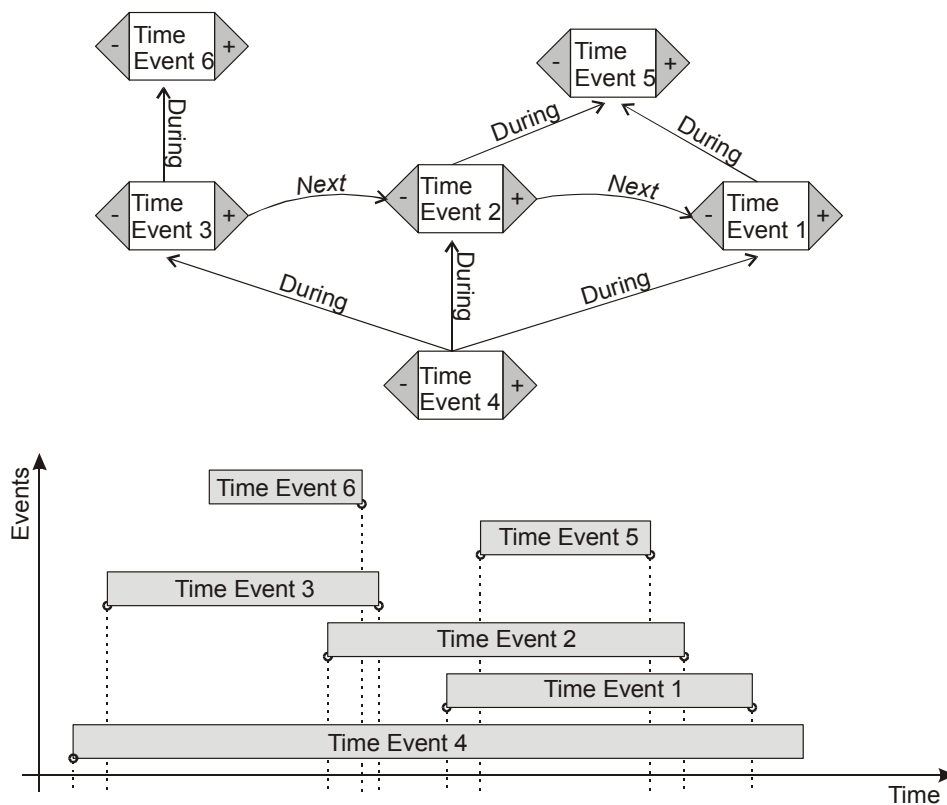 - Time Event 6 +
- Time Event 5 +
During
During
During
- Time Event 3 +
Next
- Time Event 2 +
Next
- Time Event 1 +
During
During
During
- Time Event 4 +
Events
Time Event 6
Time Event 5
Time Event 3
Time Event 2
Time Event 1
Time Event 4
Time